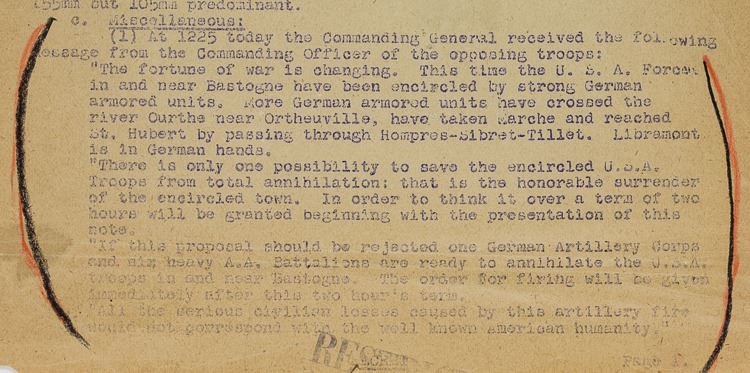 155mm but 105mm predominant.
c. Miscellaneous:
(1) At 1225 today the Commanding General received the following
message from the Commanding Officer of the opposing troops:
"The fortune of war is changing. This time the U. S. A. Forces
in and near Bastogne have been encircled by strong German
armored units. More German armored units have crossed the
river Ourthe near Ortheuville, have taken Marche and reached
St. Hubert by passing through Hompres-Sibret-Tillet. Libramont
is in German hands.
"There is only one possibility to save the encircled U.S.A.
Troops from total annihilation: that is the honorable surrender
of the encircled town. In order to think it over a term of two
hours will be granted beginning with the presentation of this
note.
"If this proposal should be rejected one German Artillery Corps
and six heavy A.A. Battalions are ready to annihilate the U.S.A.
troops in and near Bastogne. The order for firing will be given
immediately after this two hour's term.
"All the serious civilian losses caused by this artillery fire
would not correspond with the well known American humanity."
Page 1.